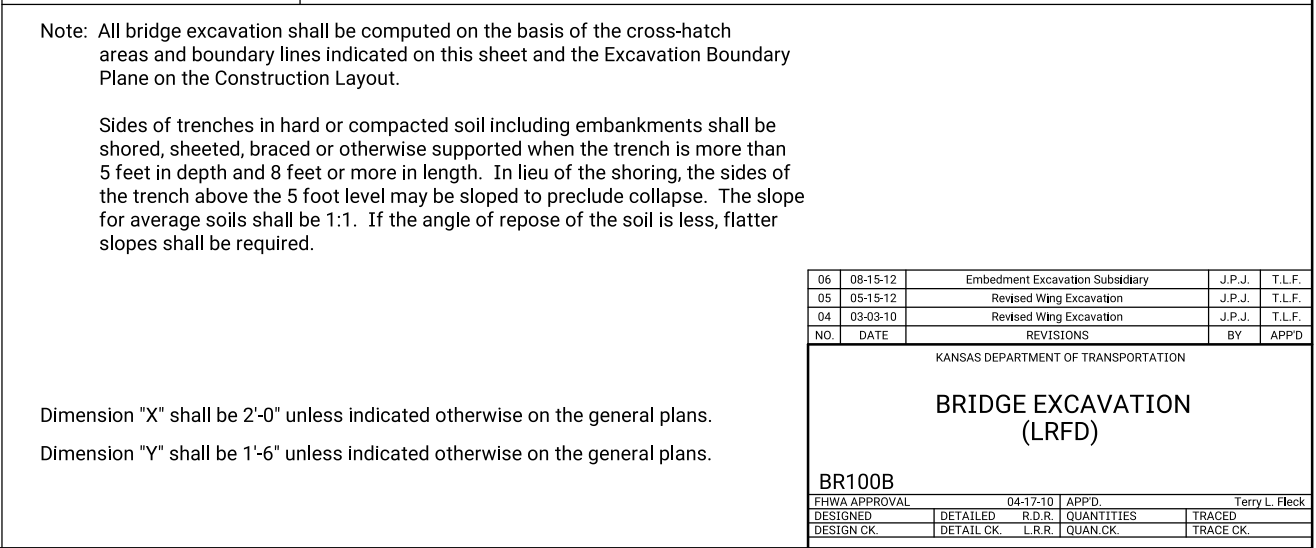 Note: All bridge excavation shall be computed on the basis of the cross-hatch
areas and boundary lines indicated on this sheet and the Excavation Boundary
Plane on the Construction Layout.
Sides of trenches in hard or compacted soil including embankments shall be
shored, sheeted, braced or otherwise supported when the trench is more than
5 feet in depth and 8 feet or more in length. In lieu of the shoring, the sides of
the trench above the 5 foot level may be sloped to preclude collapse. The slope
for average soils shall be 1:1. If the angle of repose of the soil is less, flatter
slopes shall be required.
Dimension "X" shall be 2'-0" unless indicated otherwise on the general plans.
Dimension "Y" shall be 1'-6" unless indicated otherwise on the general plans.
06 08-15-12 Embedment Excavation Subsidiary J.P.J. T.L.F.
05 05-15-12 Revised Wing Excavation J.P.J. T.L.F.
04 03-03-10 Revised Wing Excavation J.P.J. T.L.F.
NO. DATE REVISIONS BY APP'D
KANSAS DEPARTMENT OF TRANSPORTATION
BRIDGE EXCAVATION
(LRFD)
BR100B
FHWA APPROVAL 04-17-10 APP'D. Terry L. Fleck
DESIGNED DETAILED R.D.R. QUANTITIES TRACED
DESIGN CK. DETAIL CK. L.R.R. QUAN.CK. TRACE CK.